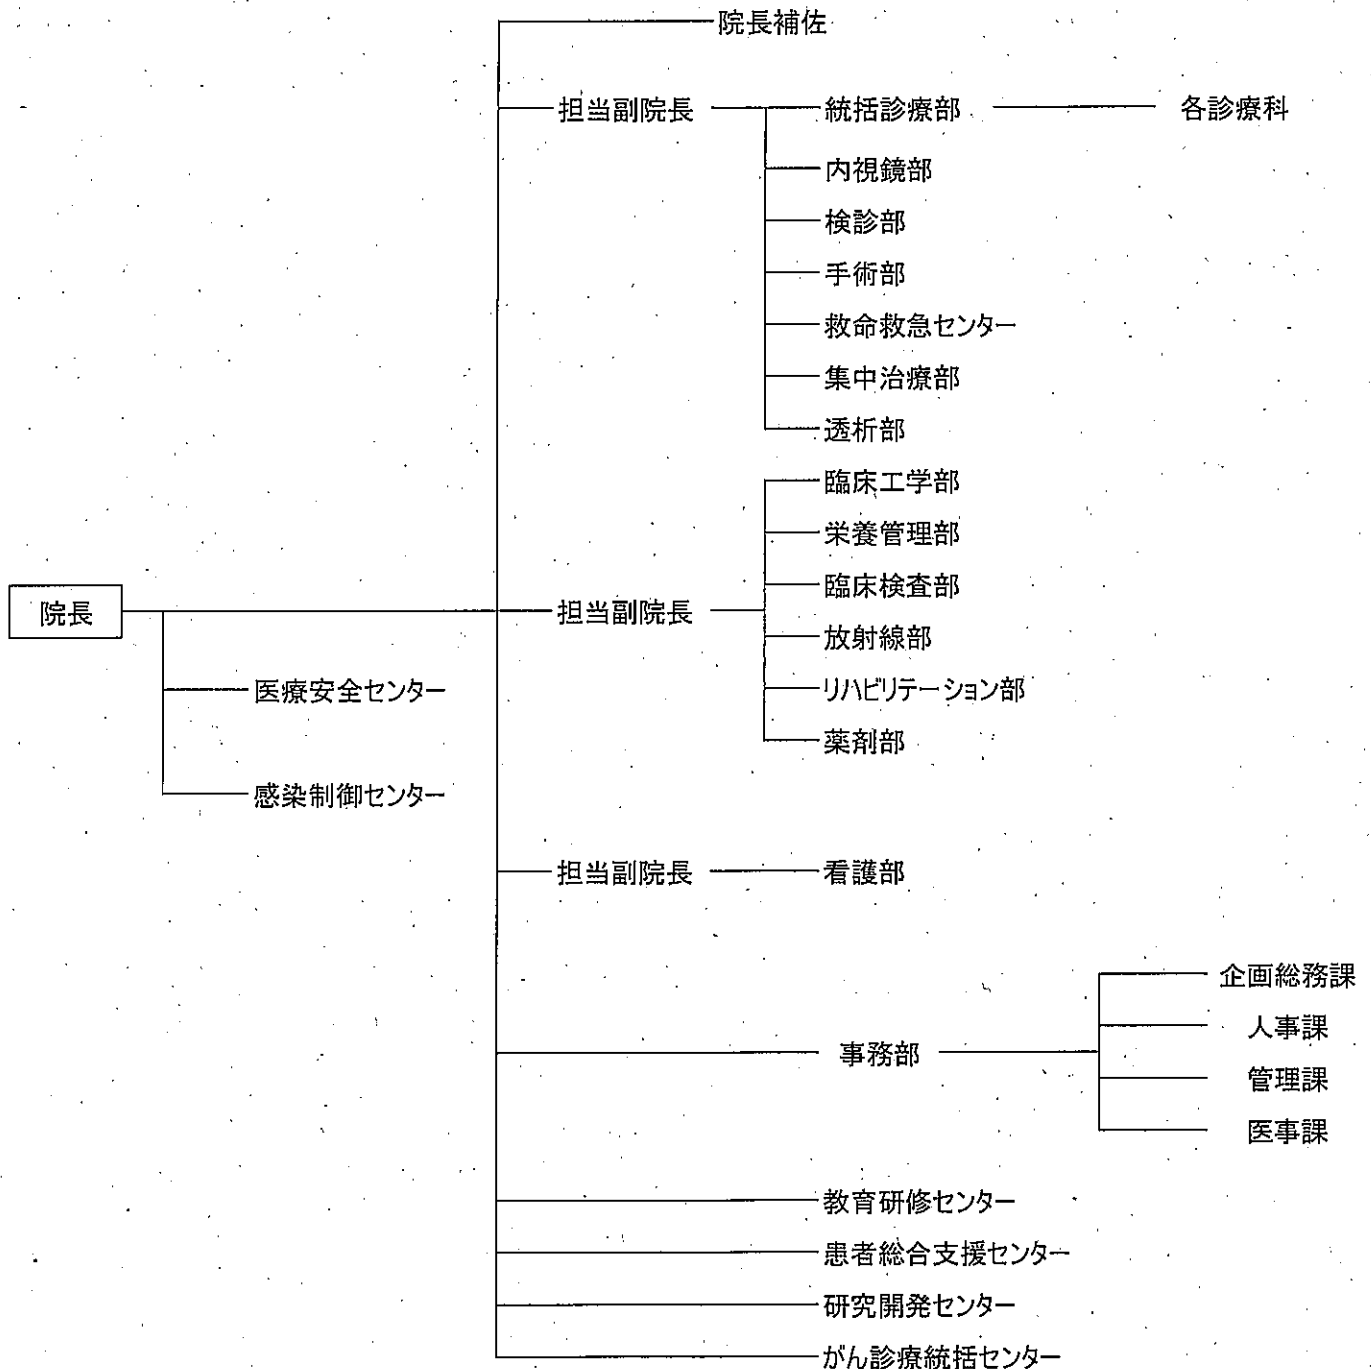 院長補佐
担当副院長 統括診療部 各診療科
内視鏡部
検診部
手術部
救命救急センター
集中治療部
透析部
臨床工学部
栄養管理部
臨床検査部
院長 担当副院長
放射線部
医療安全センター リハビリテーション部
薬剤部
感染制御センター
担当副院長 看護部
企画総務課
人事課
事務部
管理課
医事課
教育研修センター
患者総合支援センター
研究開発センター
がん診療統括センター